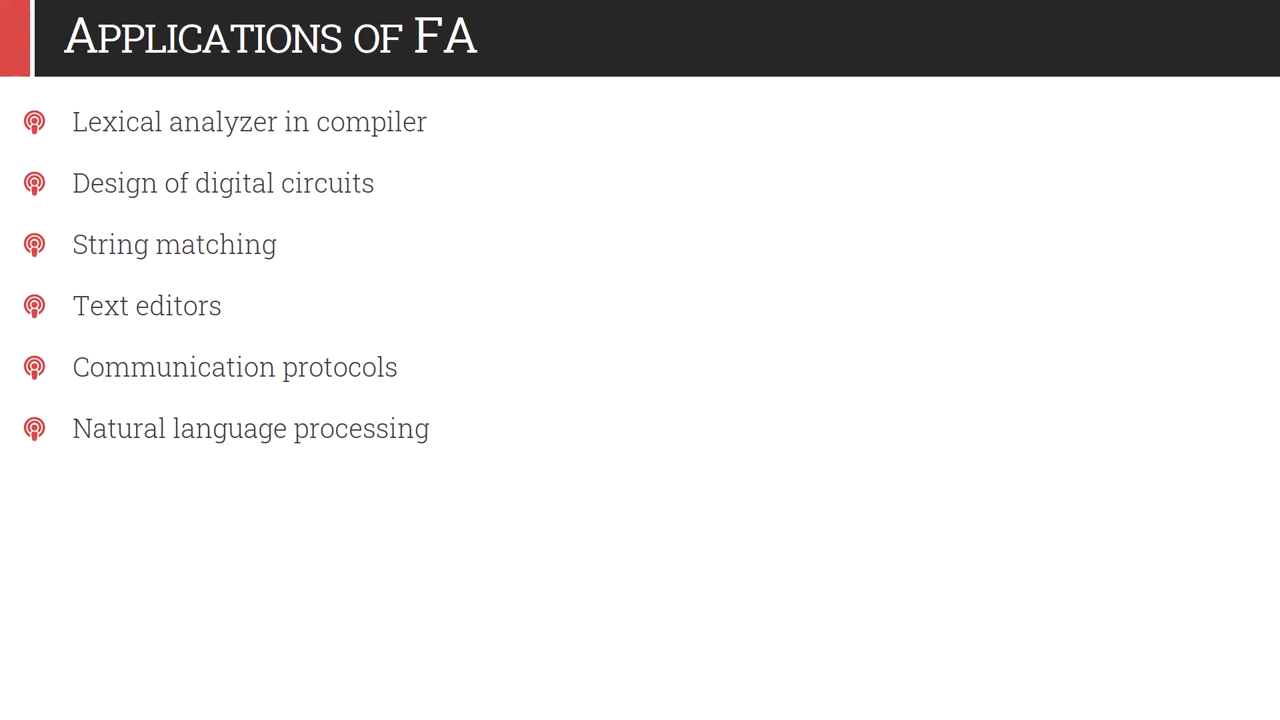 Applications of FA
Lexical analyzer in compiler
Design of digital circuits
String matching
Text editors
Communication protocols
Natural language processing